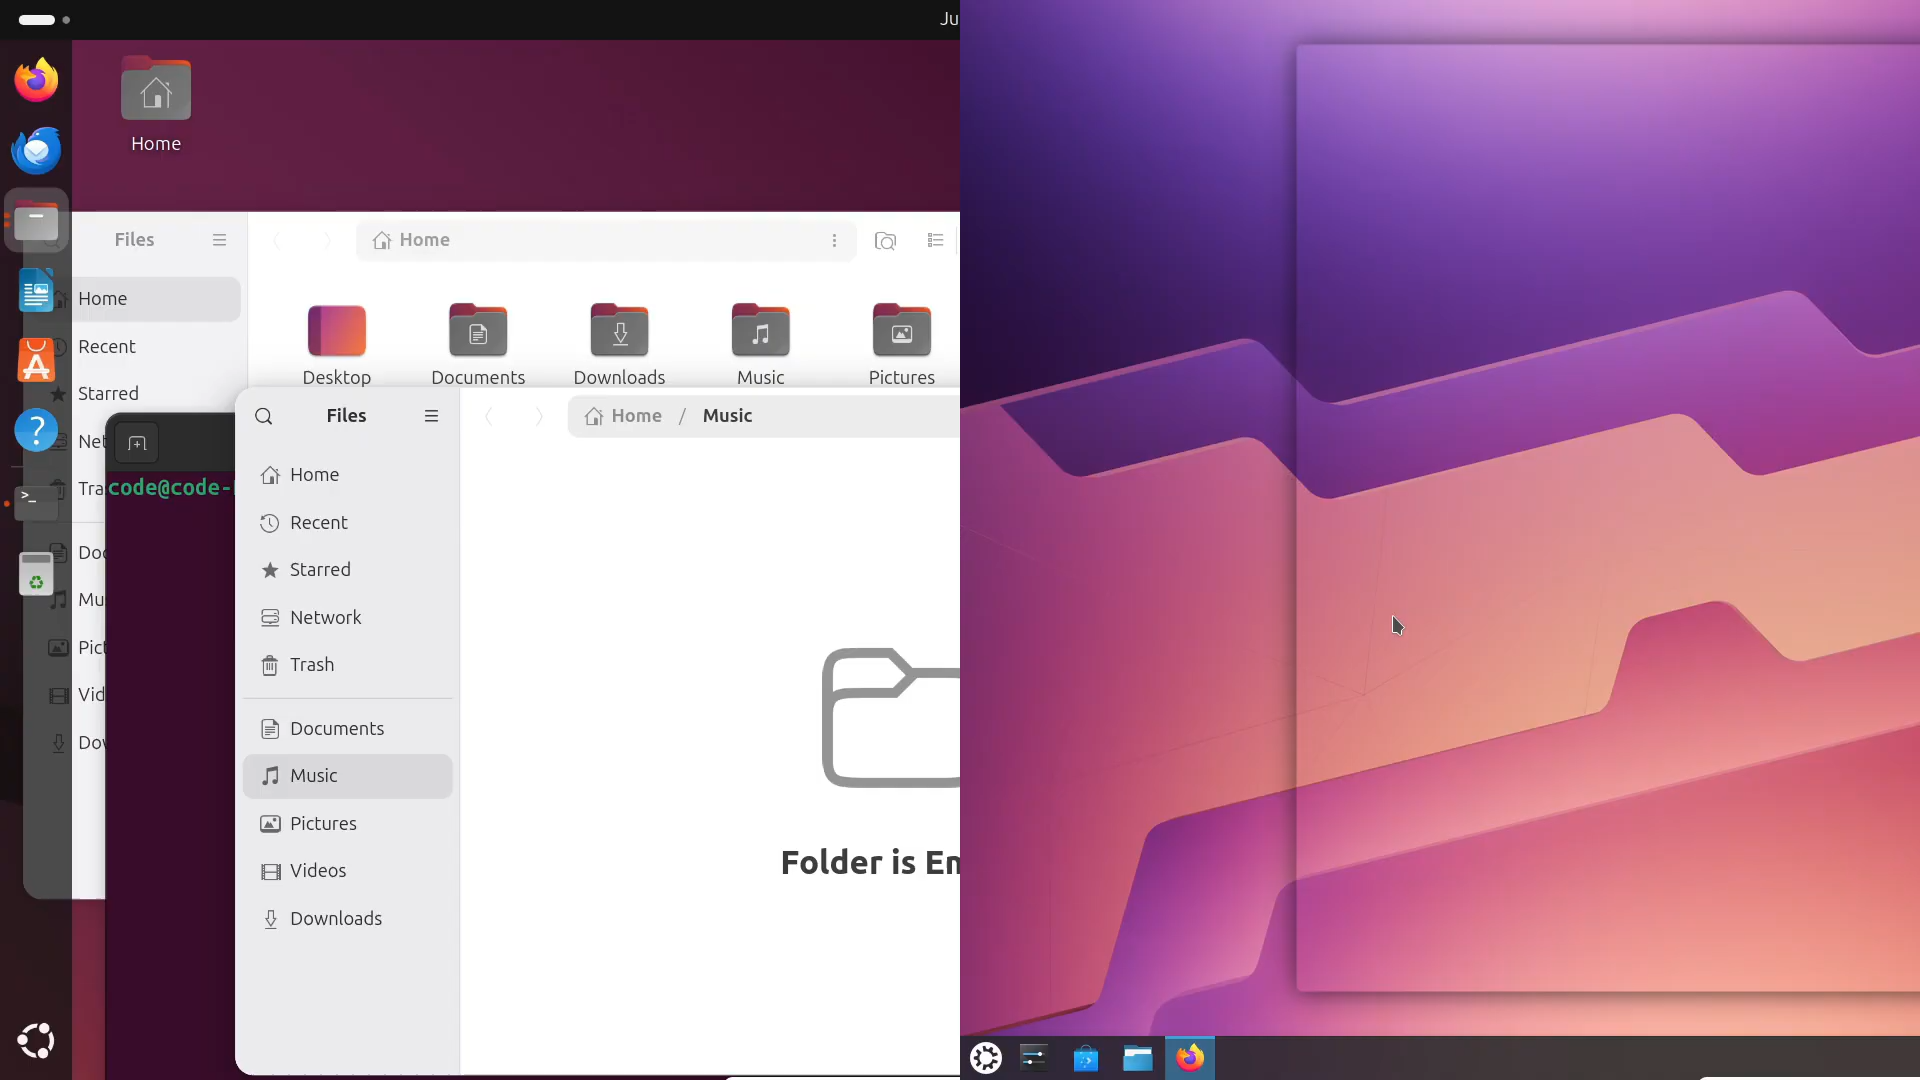 Ju
Home
Files
Home
Home
Recent
Starred
Net
Tra
Doc
Mu
Pict
Vid
Dov
Desktop
Documents
Downloads
Music
Pictures
code@code-
Files
Home / Music
Home
Recent
Starred
Network
Trash
Documents
Music
Pictures
Videos
Downloads
Folder is En